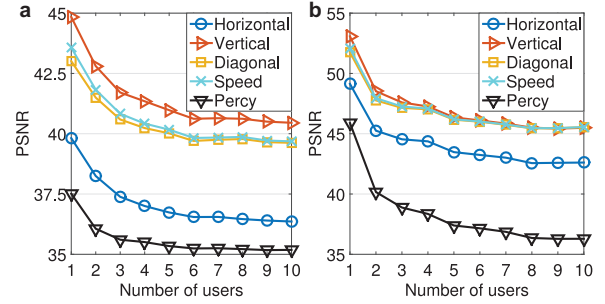 a
45
42.5
40
37.5
35
PSNR
1 2 3 4 5 6 7 8 9 10
Number of users
Horizontal
Vertical
Diagonal
Speed
Percy
b
55
50
45
40
35
PSNR
1 2 3 4 5 6 7 8 9 10
Number of users
Horizontal
Vertical
Diagonal
Speed
Percy